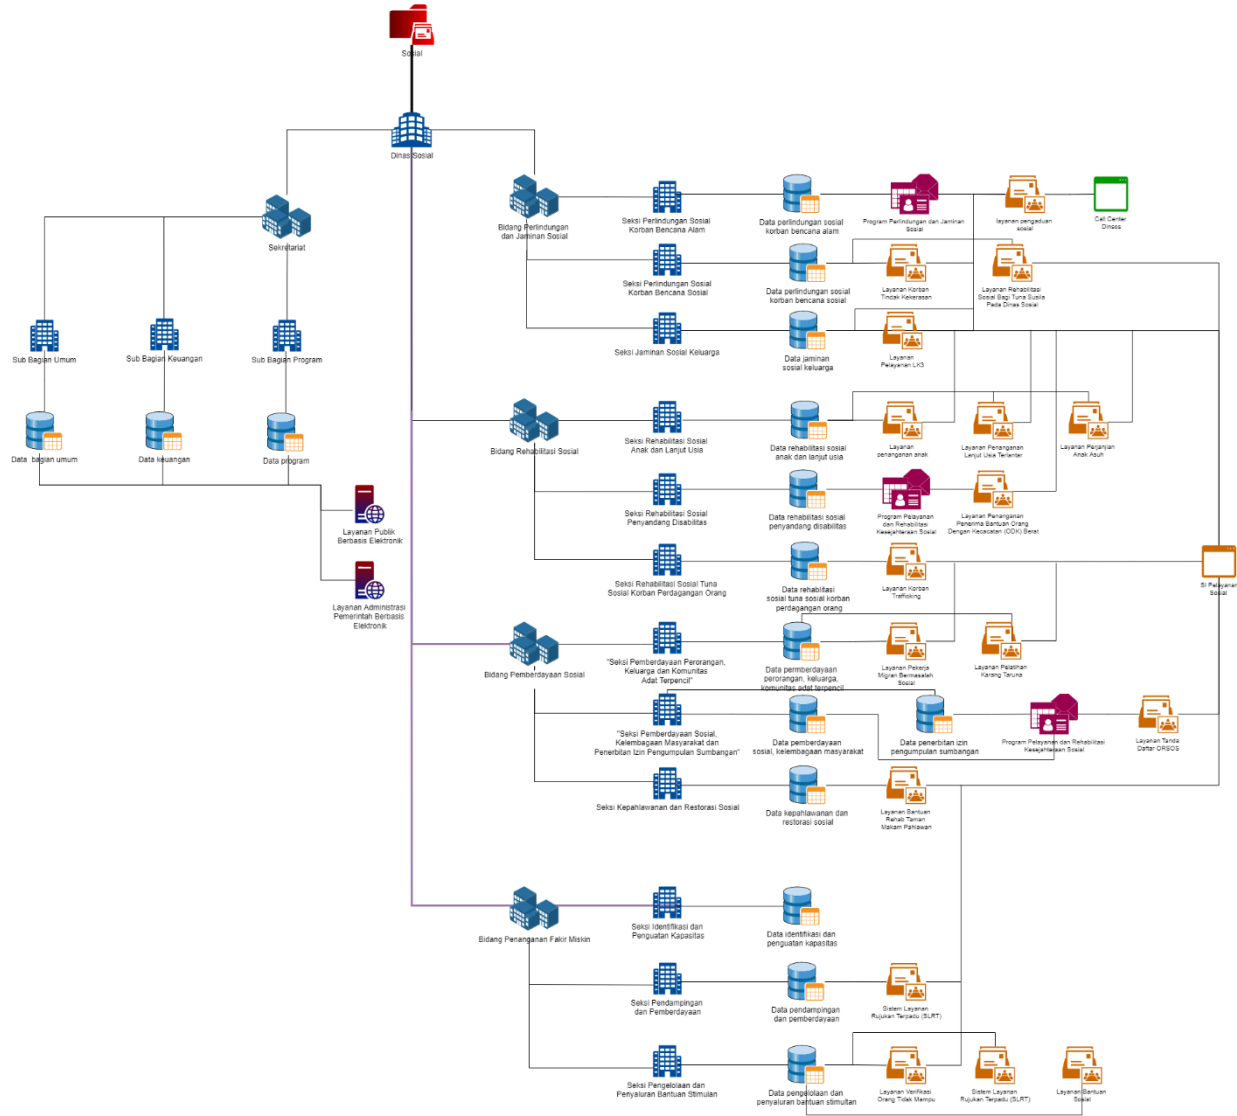 Sosial
Dinas Sosial
Sekretariat
Sub Bagian Umum
Sub Bagian Keuangan
Sub Bagian Program
Data bagian umum
Data keuangan
Data program
Layanan Publik
Berbasis Elektronik
Layanan Administrasi
Pemerintah Berbasis
Elektronik
Bidang Perlindungan
dan Jaminan Sosial
Seksi Perlindungan Sosial
Korban Bencana Alam
Data perlindungan sosial
korban bencana alam
Program Perlindungan dan Jaminan
Sosial
layanan pengaduan
sosial
Call Center
Dinsos
Seksi Perlindungan Sosial
Korban Bencana Sosial
Data perlindungan sosial
korban bencana sosial
Layanan Korban
Tindak Kekerasan
Layanan Rehabilitasi
Sosial Bagi Tuna Susila
Pada Dinas Sosial
Seksi Jaminan Sosial Keluarga
Data jaminan
sosial keluarga
Layanan
Pelayanan LK3
Bidang Rehabilitasi Sosial
Seksi Rehabilitasi Sosial
Anak dan Lanjut Usia
Data rehabilitasi sosial
anak dan lanjut usia
Layanan
penanganan anak
Layanan Penanganan
Lanjut Usia Terlantar
Layanan Perjanjian
Anak Asuh
Seksi Rehabilitasi Sosial
Penyandang Disabilitas
Data rehabilitasi sosial
penyandang disabilitas
Program Pelayanan
dan Rehabilitasi
Kesejahteraan Sosial
Layanan Penanganan
Penerima Bantuan Orang
Dengan Kecacatan (ODK) Berat
Seksi Rehabilitasi Sosial Tuna
Sosial Korban Perdagangan Orang
Data rehabilitasi
sosial tuna sosial korban
perdagangan orang
Layanan Korban
Trafficking
SI Pelayanan
Sosial
Bidang Pemberdayaan Sosial
"Seksi Pemberdayaan Perorangan,
Keluarga dan Komunitas
Adat Terpencil"
Data permberdayaan
perorangan, keluarga,
komunitas adat terpencil
Layanan Pekerja
Migran Bermasalah
Sosial
Layanan Pelatihan
Karang Taruna
"Seksi Pemberdayaan Sosial,
Kelembagaan Masyarakat dan
Penerbitan Izin Pengumpulan Sumbangan"
Data pemberdayaan
sosial, kelembagaan masyarakat
Data penerbitan izin
pengumpulan sumbangan
Program Pelayanan dan Rehabilitasi
Kesejahteraan Sosial
Layanan Tanda
Daftar ORSOS
Seksi Kepahlawanan dan Restorasi Sosial
Data kepahlawanan dan
restorasi sosial
Layanan Bantuan
Rehab Taman
Makam Pahlawan
Bidang Penanganan Fakir Miskin
Seksi Identifikasi dan
Penguatan Kapasitas
Data identifikasi dan
penguatan kapasitas
Seksi Pendampingan
dan Pemberdayaan
Data pendampingan
dan pemberdayaan
Sistem Layanan
Rujukan Terpadu (SLRT)
Seksi Pengelolaan dan
Penyaluran Bantuan Stimulan
Data pengelolaan dan
penyaluran bantuan stimultan
Layanan Verifikasi
Orang Tidak Mampu
Sistem Layanan
Rujukan Terpadu (SLRT)
Layanan Bantuan
Sosial